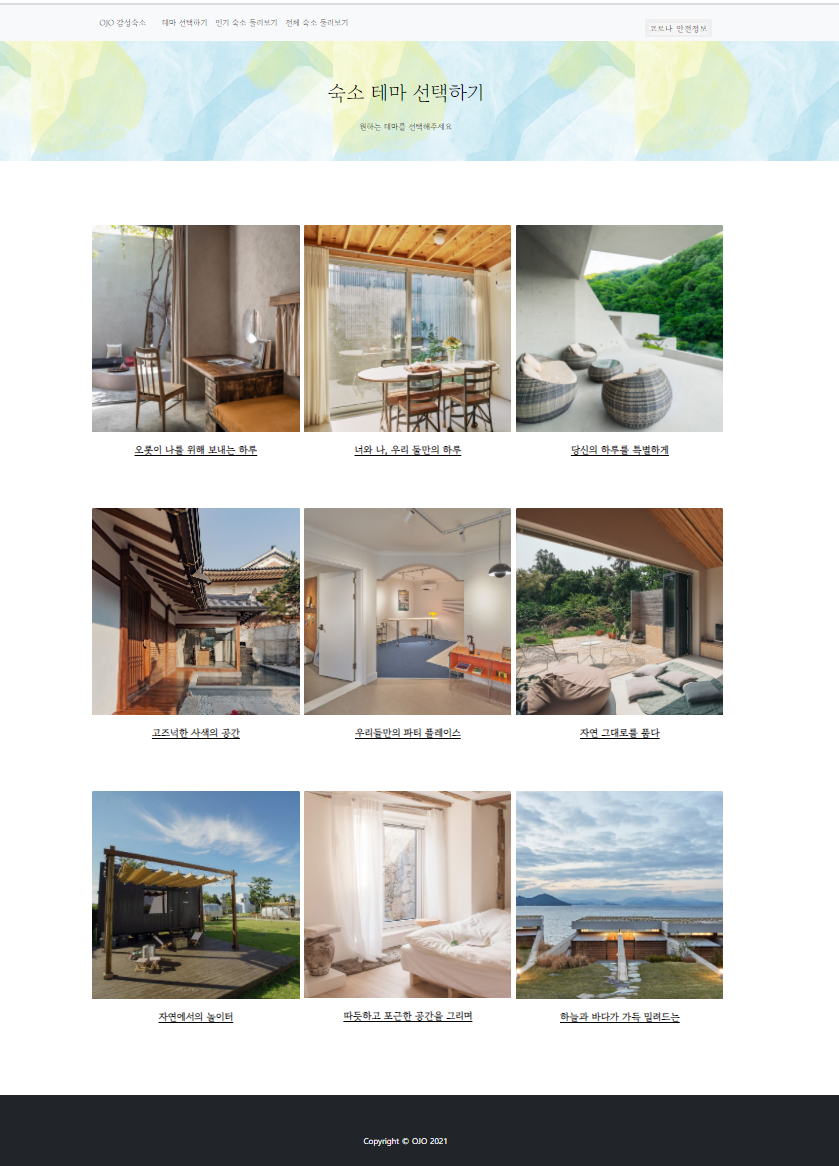 OJO 감성숙소
테마 선택하기
인기 숙소 둘러보기
전체 숙소 둘러보기
코로나 안전정보
숙소 테마 선택하기
원하는 테마를 선택해주세요
오롯이 나를 위해 보내는 하루
너와 나, 우리 둘만의 하루
당신의 하루를 특별하게
고즈넉한 사색의 공간
우리들만의 파티 플레이스
자연 그대로를 품다
자연에서의 놀이터
따듯하고 포근한 공간을 그리며
하늘과 바다가 가득 밀려드는
Copyright © OJO 2021